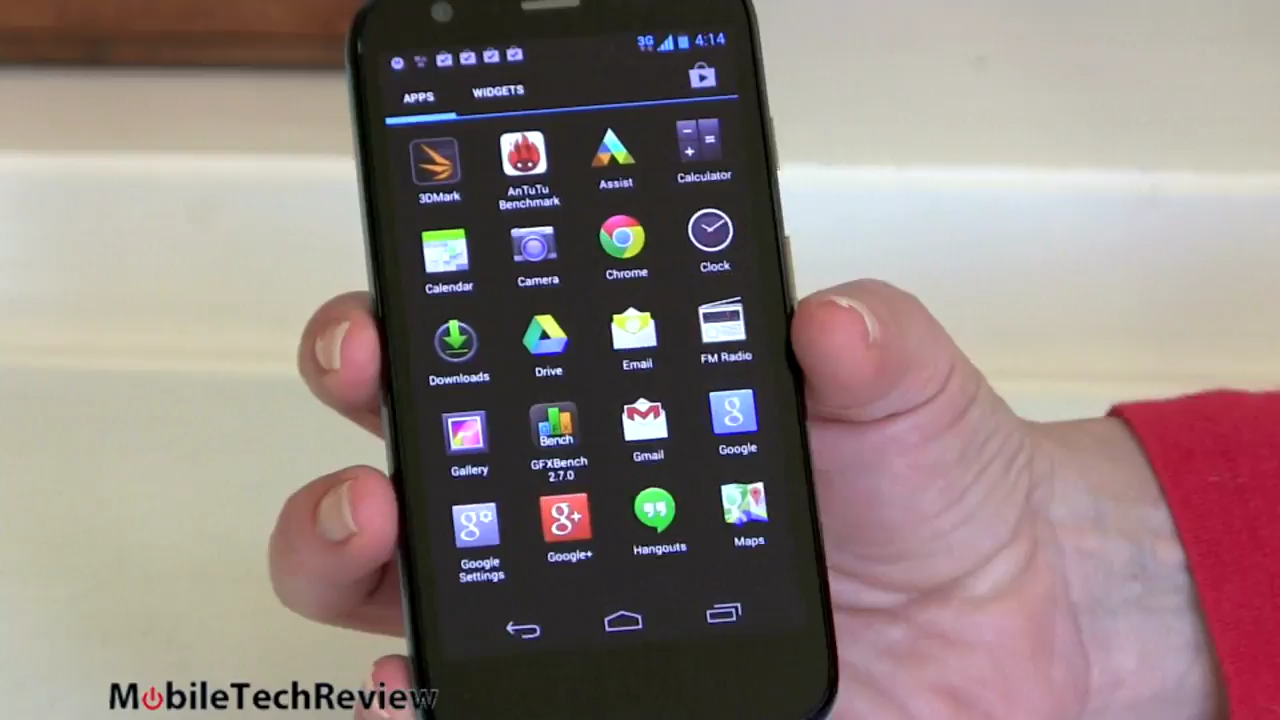 3G 4:14
APPS WIDGETS
3DMark
AnTuTu
Benchmark
Assist
Calculator
Calendar
Camera
Chrome
Clock
Downloads
Drive
Email
FM Radio
Gallery
GFX
Bench
GFXBench
2.7.0
Gmail
g
Google
g
Google
Settings
g+
Google+
Hangouts
g
Maps
MobileTechReview